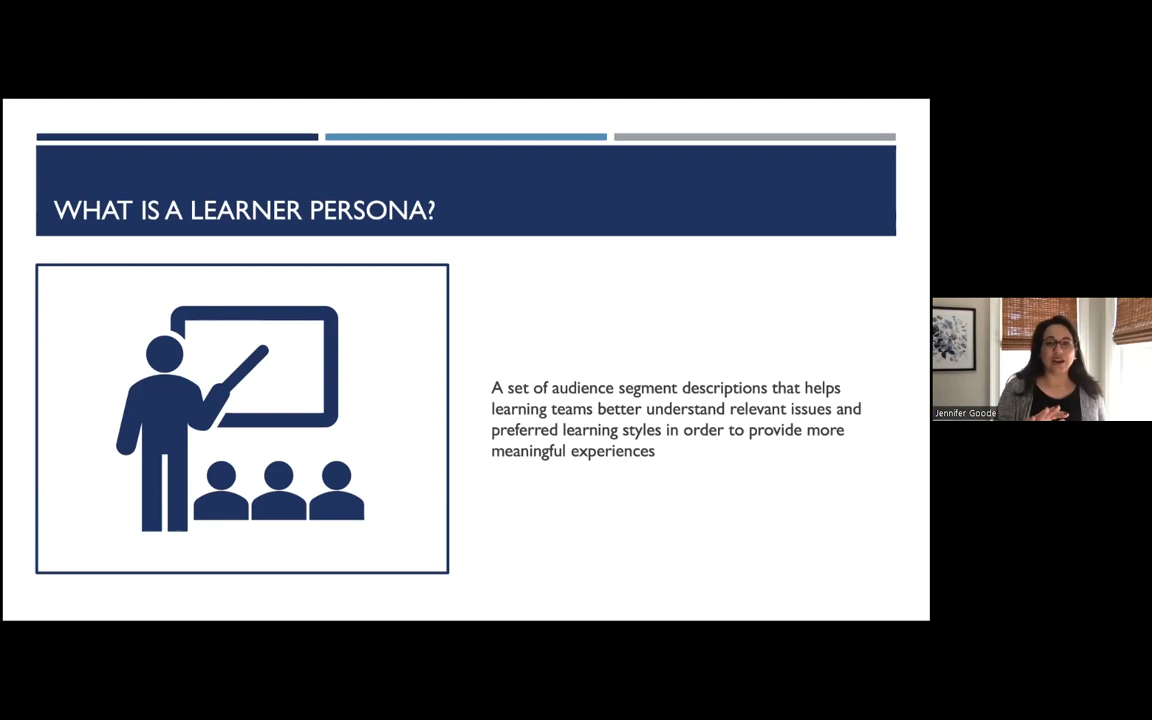 WHAT IS A LEARNER PERSONA?
A set of audience segment descriptions that helps
learning teams better understand relevant issues and
preferred learning styles in order to provide more
meaningful experiences
Jennifer Goode